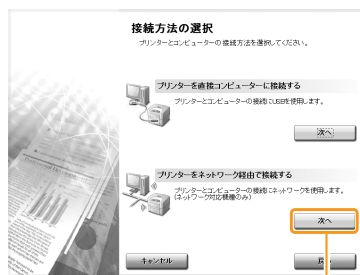 接続方法の選択
プリンターとコンピューターの接続方法を選択してください。
プリンターを直接コンピューターに接続する
プリンターとコンピューターの接続にUSBを使用します。
次へ
プリンターをネットワーク経由で接続する
プリンターとコンピューターの接続にネットワークを使用します。
(ネットワーク対応機種のみ)
次へ
キャンセル